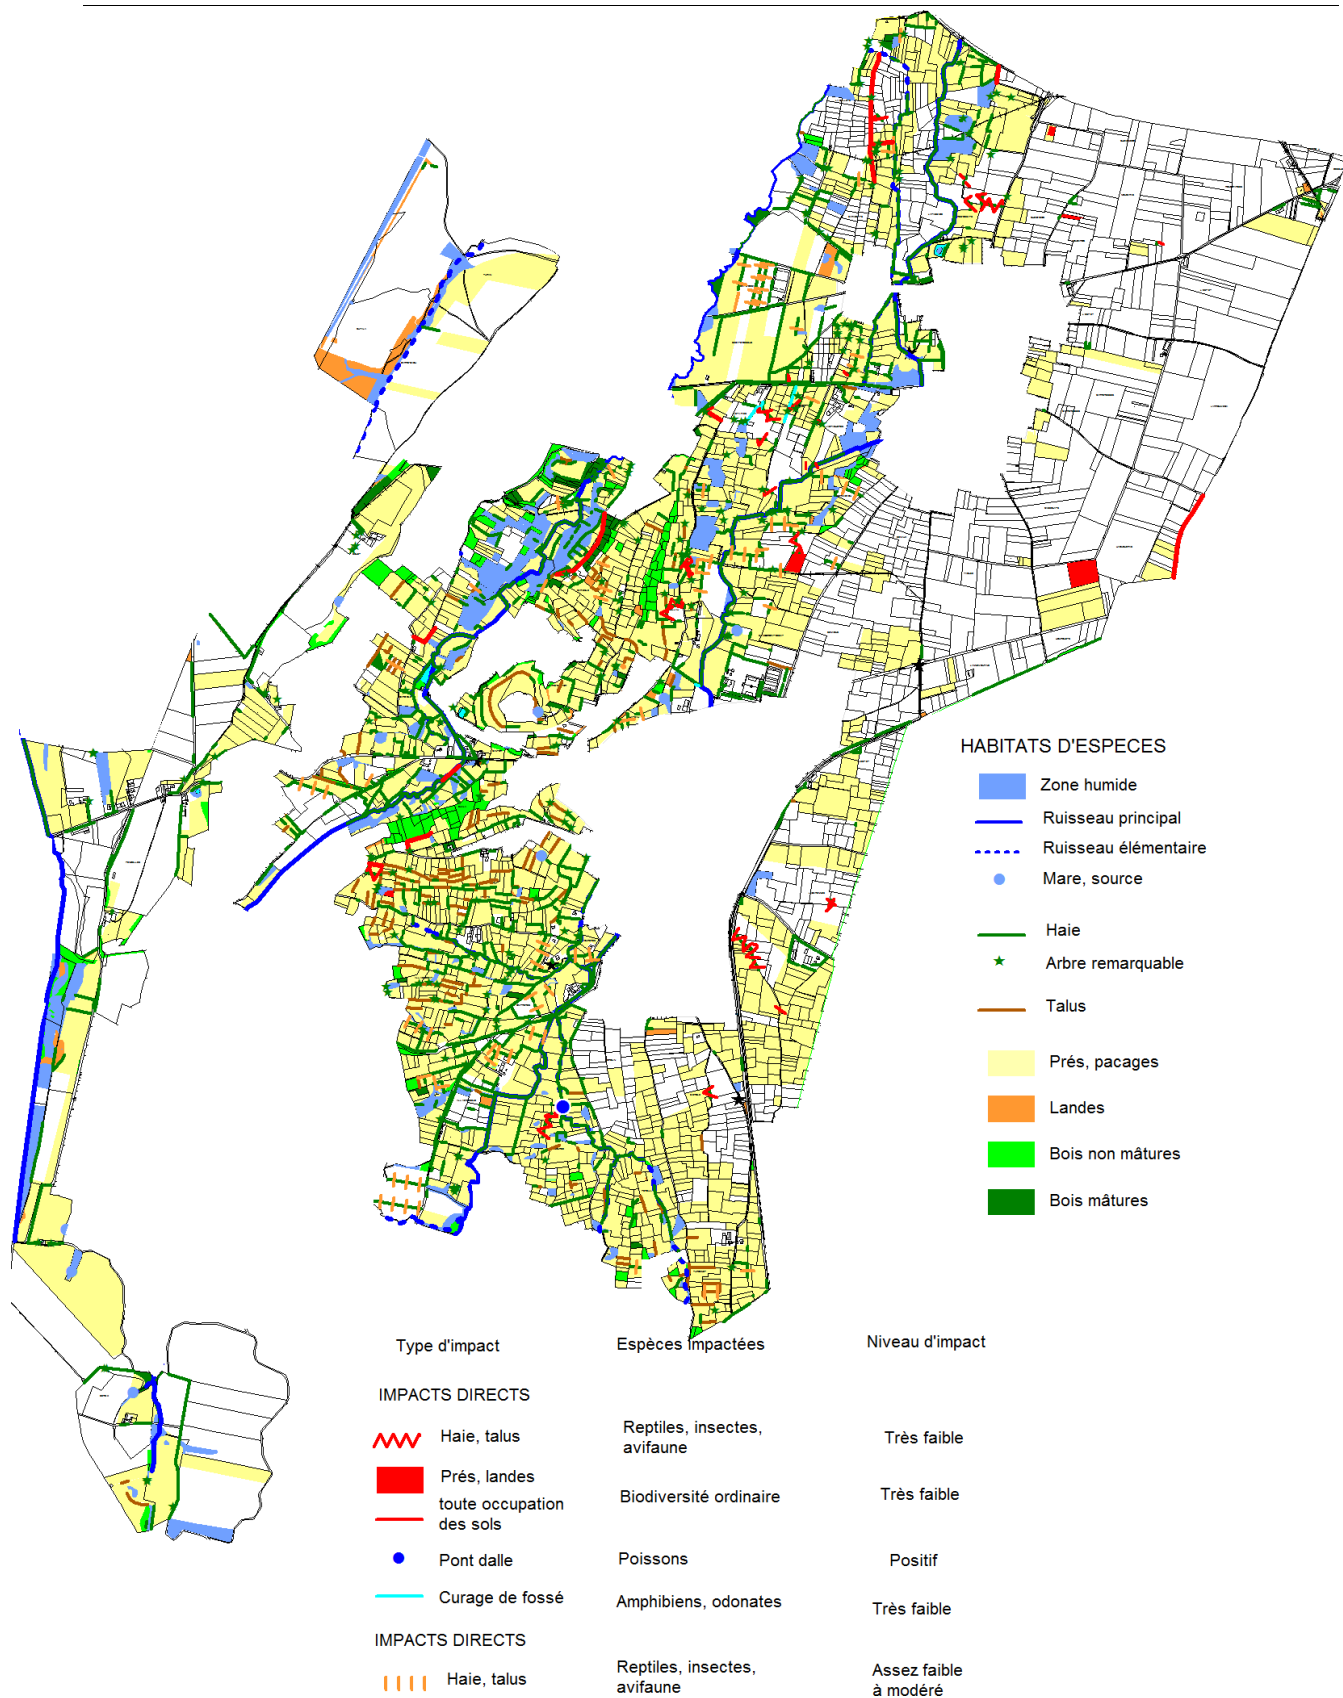 HABITATS D'ESPECES
Zone humide
Ruisseau principal
Ruisseau élémentaire
Mare, source
Haie
Arbre remarquable
Talus
Prés, pacages
Landes
Bois non mâtures
Bois mâtures
Type d'impact Espèces impactées Niveau d'impact
IMPACTS DIRECTS
Haie, talus
Reptiles, insectes,
avifaune
Très faible
Prés, landes
toute occupation
des sols
Biodiversité ordinaire
Très faible
Pont dalle Poissons Positif
Curage de fossé Amphibiens, odonates Très faible
IMPACTS DIRECTS
Haie, talus
Reptiles, insectes,
avifaune
Assez faible
à modéré